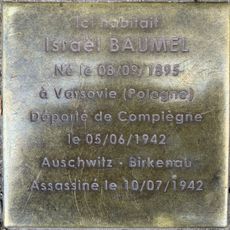 Ici habitait
Israël BAUMEL
Né le 08/09/1895
à Varsovie (Pologne)
Déporté de Compiègne
le 05/06/1942
Auschwitz - Birkenau
Assassiné le 10/07/1942